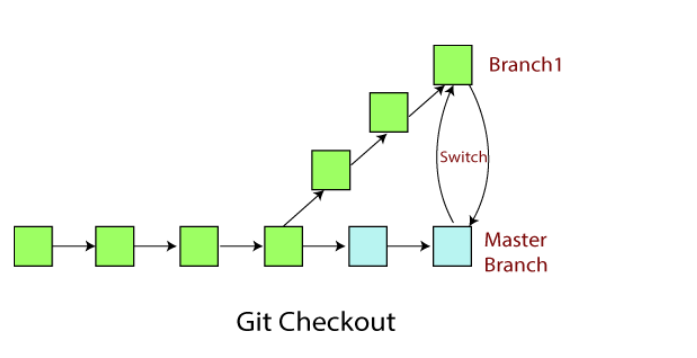 Branch1
Switch
Master
Branch
Git Checkout